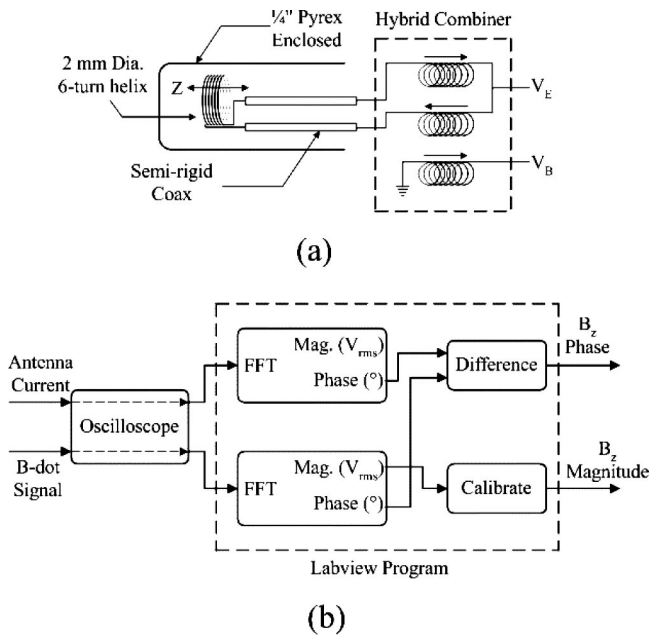 ¼" Pyrex
Enclosed
Hybrid Combiner
2 mm Dia.
6-turn helix
Z
V_E
Semi-rigid
Coax
V_B
(a)
Antenna
Current
Oscilloscope
B-dot
Signal
FFT
Mag. (V_rms)
Phase (°)
Difference
B_z
Phase
FFT
Mag. (V_rms)
Phase (°)
Calibrate
B_z
Magnitude
Labview Program
(b)